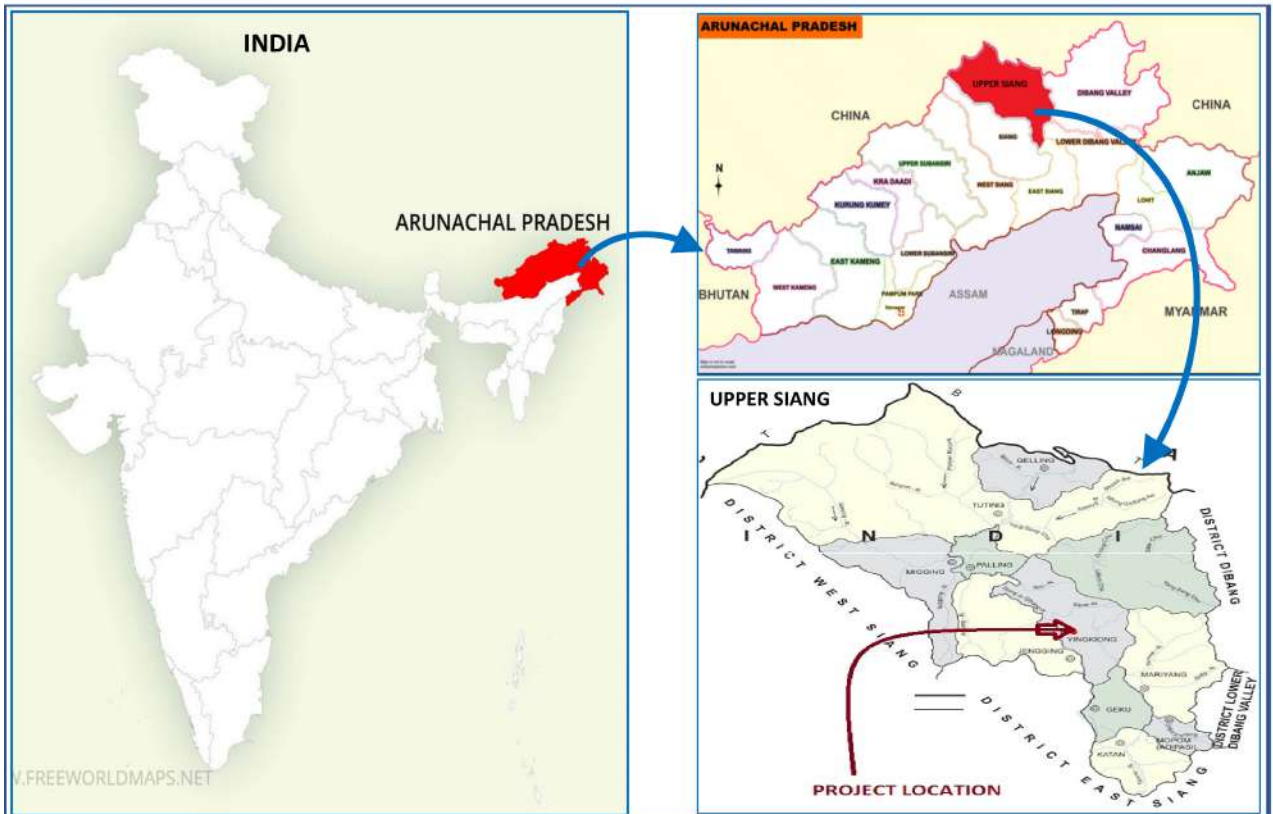 INDIA
ARUNACHAL PRADESH
W.FREEWORLDMAPS.NET
ARUNACHAL PRADESH
UPPER SIANG
DIBANG VALLEY
CHINA
CHINA
SIANG
LOWER DIBANG VALLEY
UPPER SUBANSIRI
ANJAW
N
KRA DAADI
WEST SIANG
EAST SIANG
KURUNG KUMEY
LOHIT
NAMSAI
TAWANG
LOWER SUBANSIRI
CHANGLANG
EAST KAMENG
WEST KAMENG
BHUTAN
PAPUM PARE
ASSAM
TIRAP
MYANMAR
LONGDING
NAGALAND
UPPER SIANG
T
B
T
A
GELLING
TUTING
I N D I
MIGGING
PALLING
DISTRICT DIBANG
DISTRICT WEST SIANG
YINGKIONG
JENGGING
MARIYANG
GEKU
DISTRICT LOWER
DIBANG VALLEY
MOPOM
(ADIPASI)
KATAN
DISTRICT EAST SIANG
PROJECT LOCATION